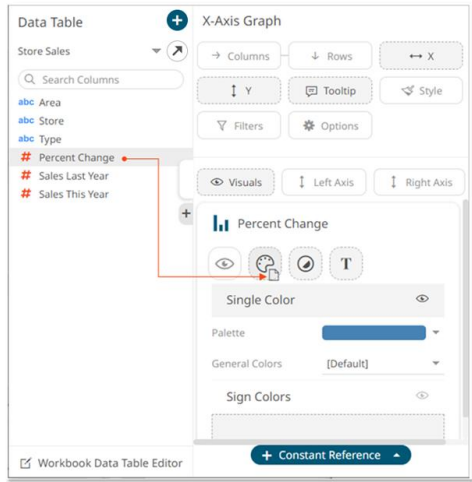 Data Table
Store Sales
Search Columns
abc Area
abc Store
abc Type
# Percent Change
# Sales Last Year
# Sales This Year
Workbook Data Table Editor
X-Axis Graph
Columns
Rows
X
Y
Tooltip
Style
Filters
Options
Visuals
Left Axis
Right Axis
Percent Change
T
Single Color
Palette
General Colors [Default]
Sign Colors
+ Constant Reference